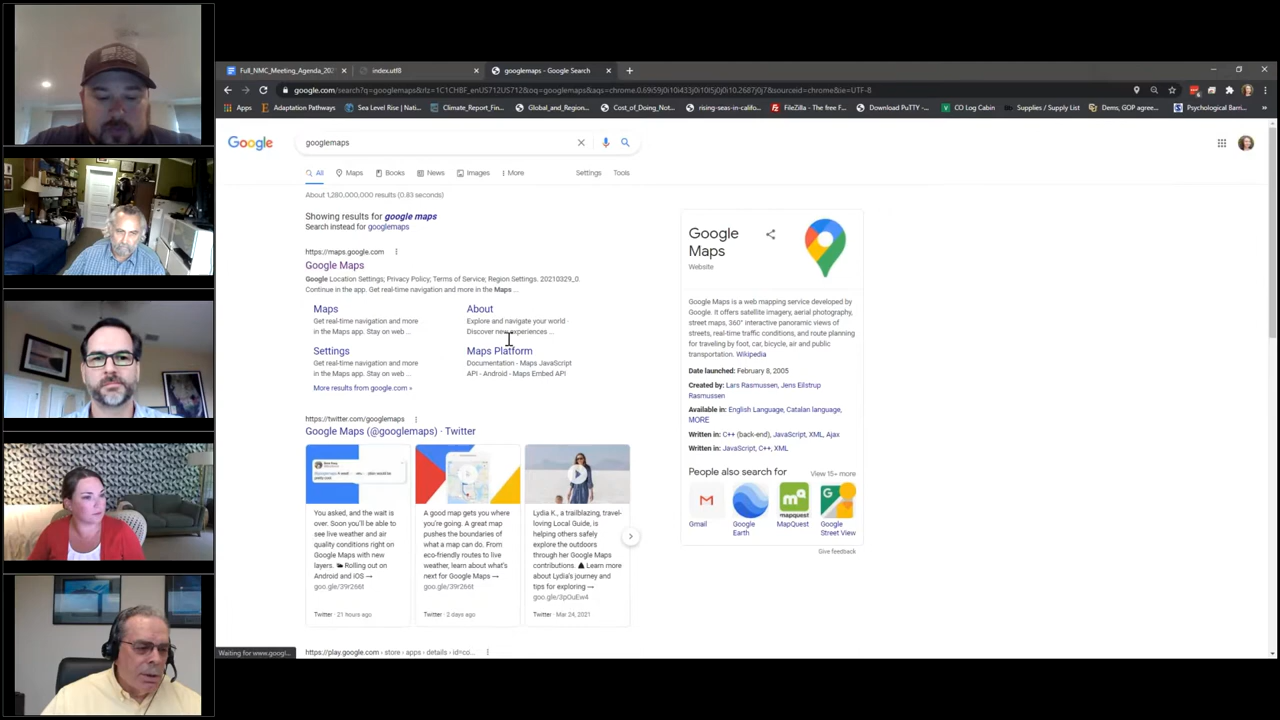 Full_NMC_Meeting_Agenda_202
index.utf8
googlemaps - Google Search
google.com/search?q=googlemaps&rlz=1C1CHBF_enUS712US712&oq=googlemaps&aqs=chrome.0.69i59j0i10i433j0i10l5j0j0i10.2687j0j7&sourceid=chrome&ie=UTF-8
Apps
Adaptation Pathways
Sea Level Rise | Nati...
Climate_Report_Fin...
Global_and_Region...
Cost_of_Doing_Not...
rising-seas-in-califo...
FileZilla - The free F...
Download PuTTY -...
CO Log Cabin
Supplies / Supply List
Dems, GOP agree...
Psychological Barri...
Google
googlemaps
All
Maps
Books
News
Images
More
Settings
Tools
About 1,280,000,000 results (0.83 seconds)
Showing results for google maps
Search instead for googlemaps
https://maps.google.com
Google Maps
Google Location Settings; Privacy Policy; Terms of Service; Region Settings. 20210329_0.
Continue in the app. Get real-time navigation and more in the Maps ...
Maps
Get real-time navigation and more
in the Maps app. Stay on web ...
About
Explore and navigate your world ·
Discover new experiences ...
Settings
Get real-time navigation and more
in the Maps app. Stay on web ...
Maps Platform
Documentation - Maps JavaScript
API - Android - Maps Embed API
More results from google.com »
https://twitter.com/googlemaps
Google Maps (@googlemaps) · Twitter
You asked, and the wait is
over. Soon you'll be able to
see live weather and air
quality conditions right on
Google Maps with new
layers. Rolling out on
Android and iOS →
goo.gle/39r266t
Twitter · 21 hours ago
A good map gets you where
you're going. A great map
pushes the boundaries of
what a map can do. From
eco-friendly routes to live
weather, learn about what's
next for Google Maps →
goo.gle/39r266t
Twitter · 2 days ago
Lydia K., a trailblazing, travel-
loving Local Guide, is
helping others safely
explore the outdoors
through her Google Maps
contributions. Learn more
about Lydia's journey and
tips for exploring →
goo.gle/3pOuEw4
Twitter · Mar 24, 2021
https://play.google.com › store › apps › details › id=co...
Google
Maps
Website
Google Maps is a web mapping service developed by
Google. It offers satellite imagery, aerial photography,
street maps, 360° interactive panoramic views of
streets, real-time traffic conditions, and route planning
for traveling by foot, car, bicycle, air and public
transportation. Wikipedia
Date launched: February 8, 2005
Created by: Lars Rasmussen, Jens Eilstrup
Rasmussen
Available in: English Language, Catalan language,
MORE
Written in: C++ (back-end), JavaScript, XML, Ajax
Written in: JavaScript, C++, XML
People also search for
View 15+ more
Gmail
Google
Earth
MapQuest
Google
Street View
Give feedback
Waiting for www.googl...